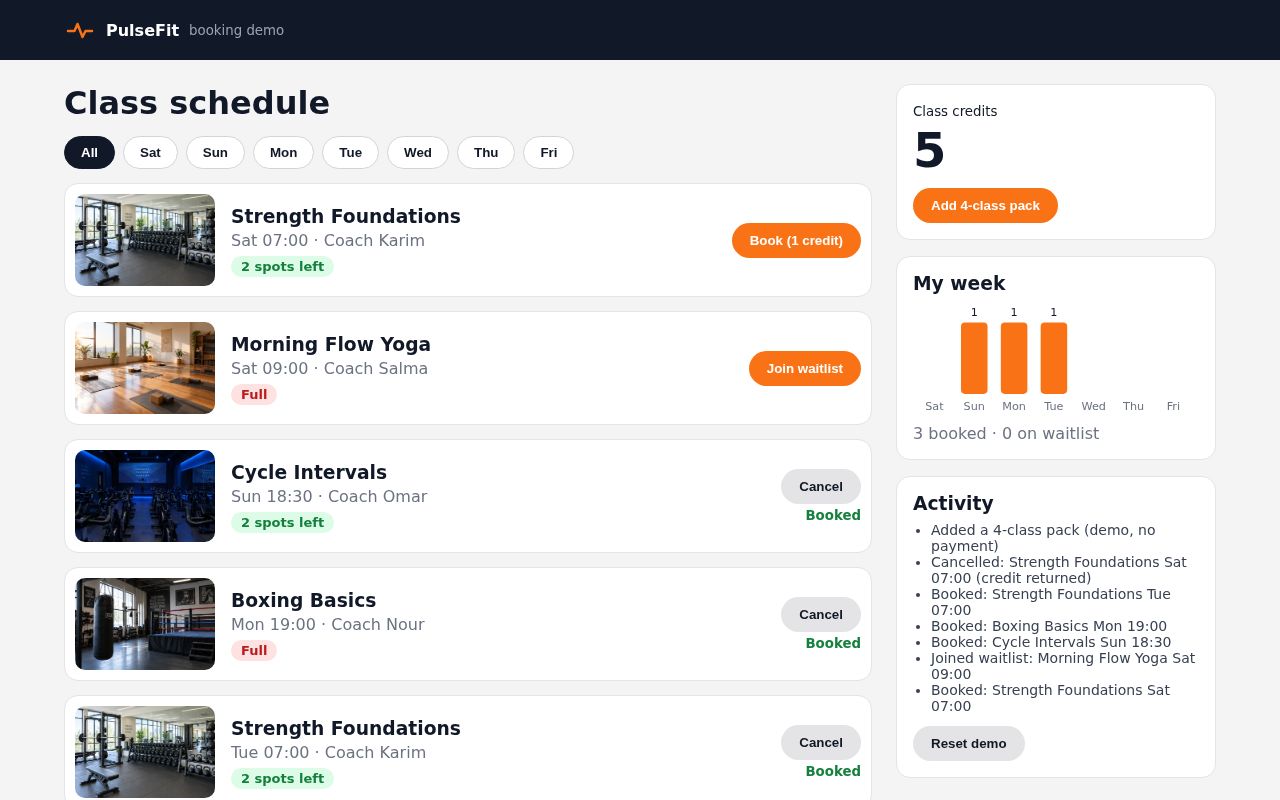 PulseFit booking demo
Class schedule
All Sat Sun Mon Tue Wed Thu Fri
Strength Foundations
Sat 07:00 · Coach Karim
2 spots left
Book (1 credit)
Morning Flow Yoga
Sat 09:00 · Coach Salma
Full
Join waitlist
Cycle Intervals
Sun 18:30 · Coach Omar
2 spots left
Cancel
Booked
Boxing Basics
Mon 19:00 · Coach Nour
Full
Cancel
Booked
Strength Foundations
Tue 07:00 · Coach Karim
2 spots left
Cancel
Booked
Class credits
5
Add 4-class pack
My week
1 1 1
Sat Sun Mon Tue Wed Thu Fri
3 booked · 0 on waitlist
Activity
Added a 4-class pack (demo, no
payment)
Cancelled: Strength Foundations Sat
07:00 (credit returned)
Booked: Strength Foundations Tue
07:00
Booked: Boxing Basics Mon 19:00
Booked: Cycle Intervals Sun 18:30
Joined waitlist: Morning Flow Yoga Sat
09:00
Booked: Strength Foundations Sat
07:00
Reset demo